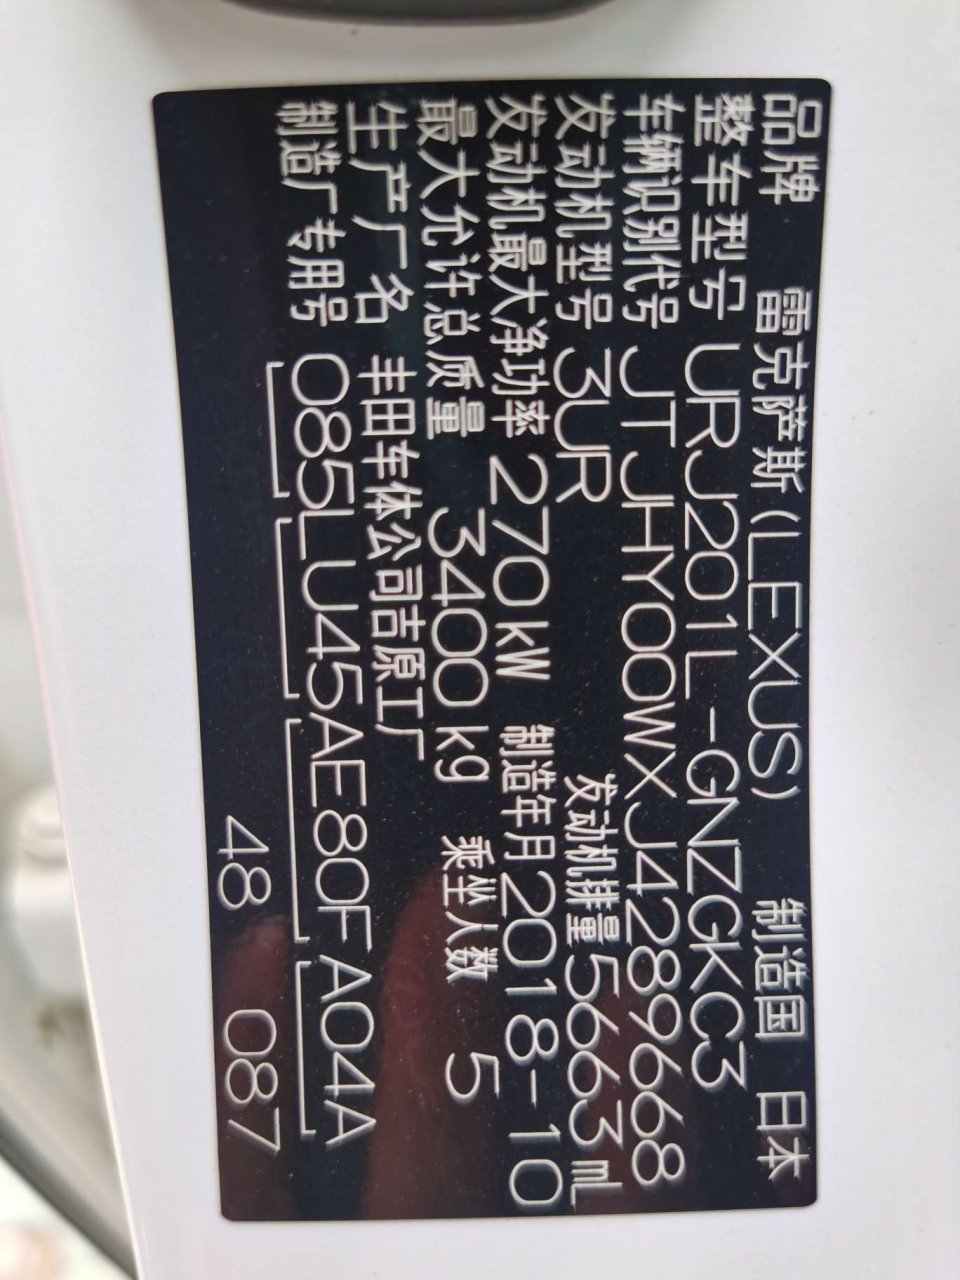 品牌 雷克萨斯(LEXUS) 制造国 日本
整车型号 URJ201L-GNZGKC3
车辆识别代号 JTJHY00WXJ4289668
发动机型号 3UR 发动机排量 5663mL
发动机最大净功率 270kW 制造年月 2018-10
最大允许总质量 3400kg 乘坐人数 5
生产厂名 丰田车体公司吉原工厂
制造厂专用号 085LU45AE80FA04A
48 087